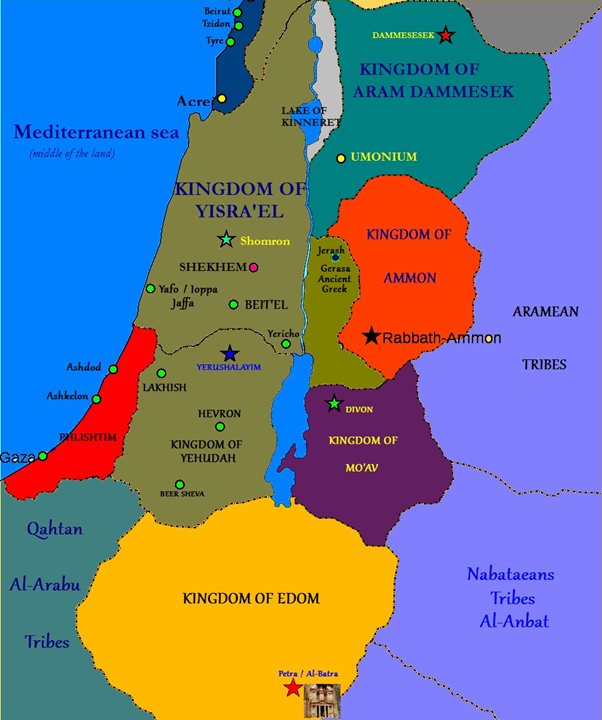 Beirut
Tzidon
Tyre
Acre
DAMMESESEK
KINGDOM OF
ARAM DAMMESEK
LAKE OF
KINNERET
Mediterranean sea
(middle of the land)
UMONIUM
KINGDOM OF
YISRA'EL
Shomron
SHEKHEM
Yafo / Ioppa
Jaffa
BEIT'EL
Yericho
Jerash
Gerasa
Ancient
Greek
KINGDOM OF
AMMON
Rabbath-Ammon
ARAMEAN
TRIBES
Ashdod
Ashkelon
PHLISHTIM
Gaza
YERUSHALAYIM
LAKHISH
HEVRON
KINGDOM OF
YEHUDAH
BEER SHEVA
DIVON
KINGDOM OF
MO'AV
Qahtan
Al-Arabu
Tribes
KINGDOM OF EDOM
Nabataeans
Tribes
Al-Anbat
Petra / Al-Batra